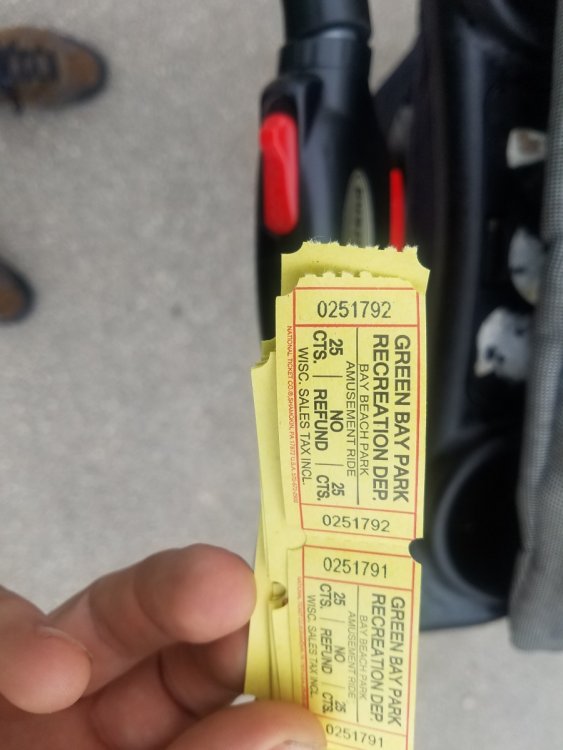 0251792
GREEN BAY PARK
RECREATION DEP.
BAY BEACH PARK
AMUSEMENT RIDE
25 CTS. NO REFUND 25 CTS.
WISC. SALES TAX INCL.
0251792
0251791
GREEN BAY PARK
RECREATION DEP.
BAY BEACH PARK
AMUSEMENT RIDE
25 CTS. NO REFUND 25 CTS.
WISC. SALES TAX INCL.
0251791